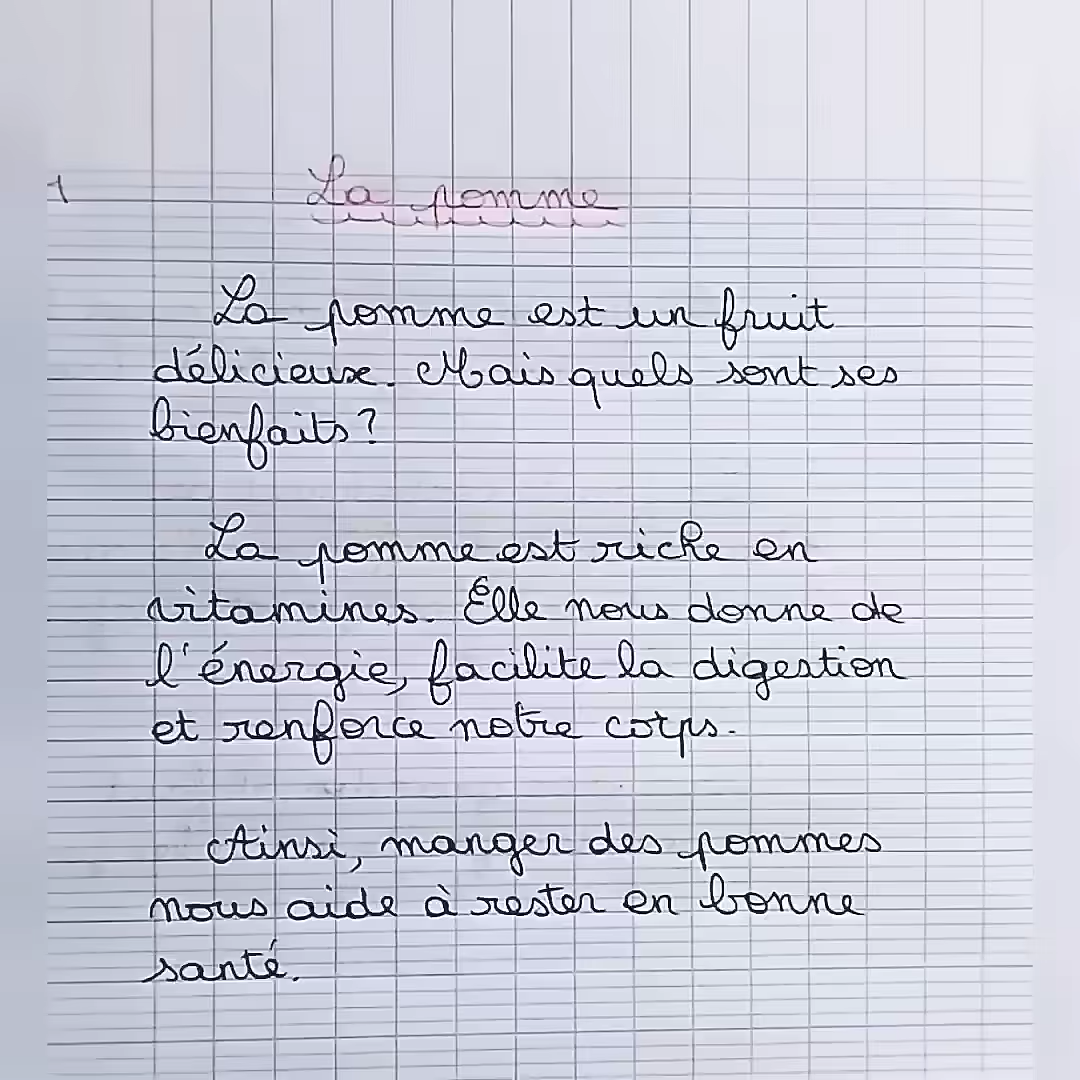 1
La pomme
La pomme est un fruit
délicieux. Mais quels sont ses
bienfaits ?
La pomme est riche en
vitamines. Elle nous donne de
l'énergie, facilite la digestion
et renforce notre corps.
Ainsi, manger des pommes
nous aide à rester en bonne
santé.